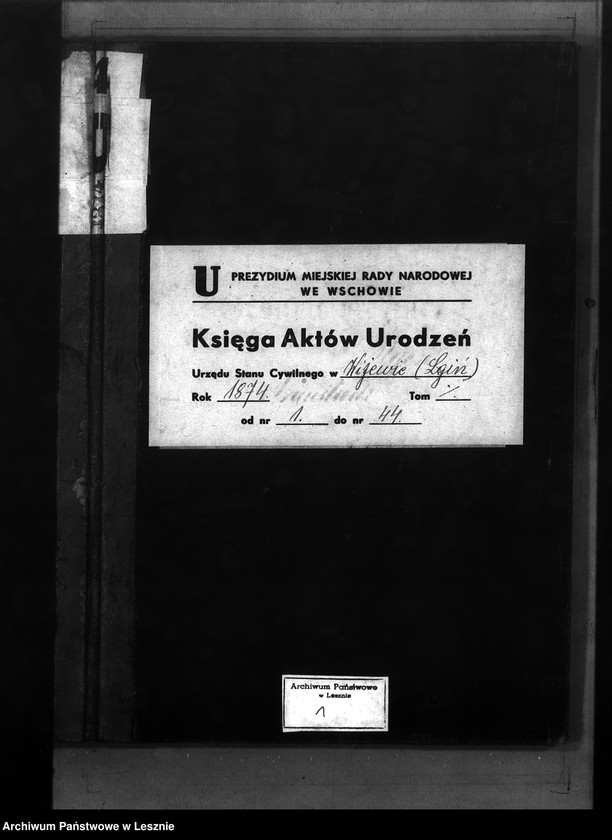 U PREZYDIUM MIEJSKIEJ RADY NARODOWEJ
WE WSCHOWIE
Księga Aktów Urodzeń
Urzędu Stanu Cywilnego w Wijewie (Lgiń)
Rok 1874. Tom
od nr 1. do nr 44.
Archiwum Państwowe
w Lesznie
1
Archiwum Państwowe w Lesznie